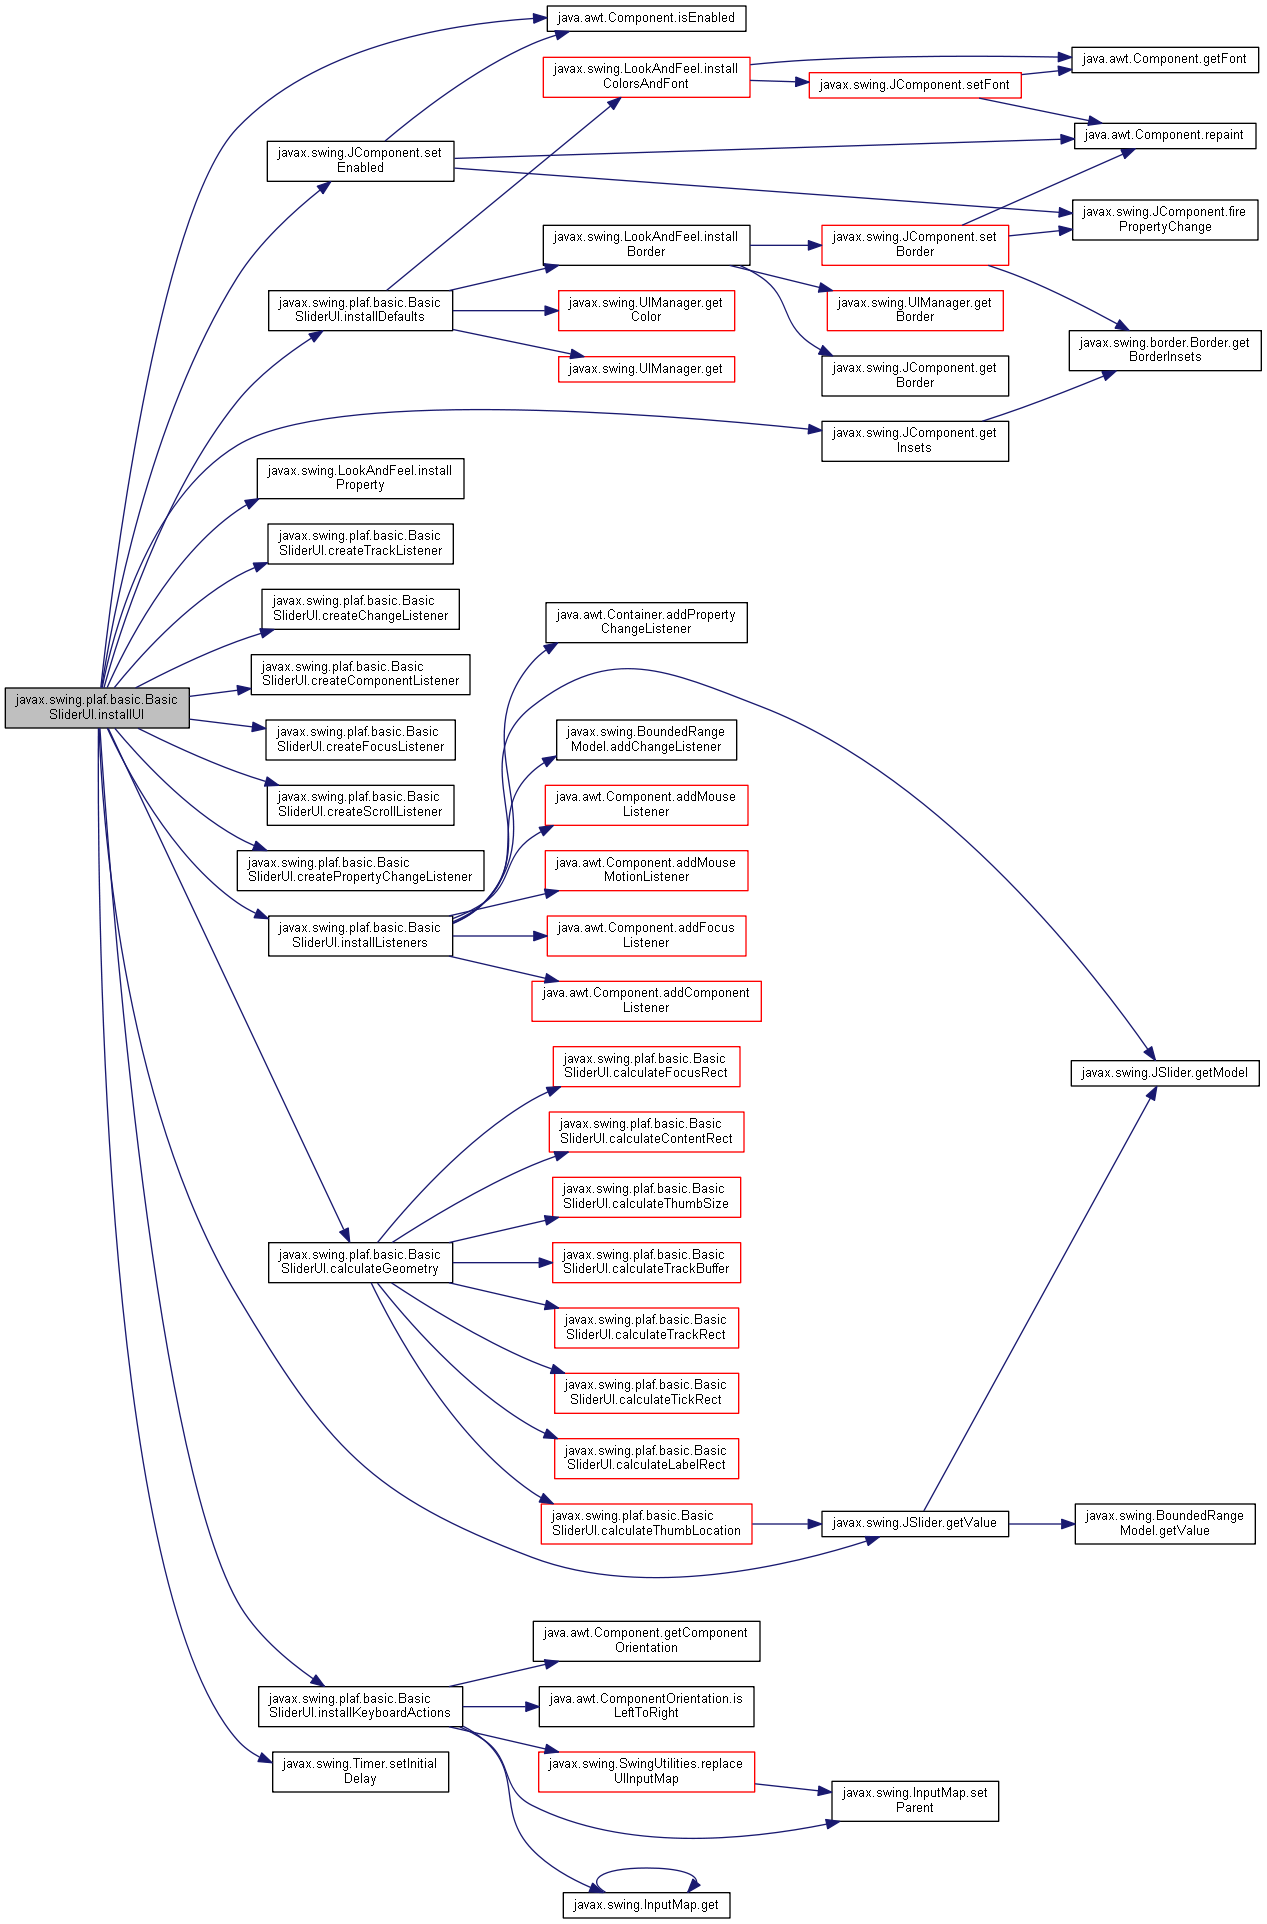 java.awt.Component.isEnabled
javax.swing.LookAndFeel.install
ColorsAndFont
java.awt.Component.getFont
javax.swing.JComponent.setFont
java.awt.Component.repaint
javax.swing.JComponent.set
Enabled
javax.swing.JComponent.fire
PropertyChange
javax.swing.LookAndFeel.install
Border
javax.swing.JComponent.set
Border
javax.swing.plaf.basic.Basic
SliderUI.installDefaults
javax.swing.UIManager.get
Color
javax.swing.UIManager.get
Border
javax.swing.border.Border.get
BorderInsets
javax.swing.UIManager.get
javax.swing.JComponent.get
Border
javax.swing.JComponent.get
Insets
javax.swing.LookAndFeel.install
Property
javax.swing.plaf.basic.Basic
SliderUI.createTrackListener
javax.swing.plaf.basic.Basic
SliderUI.createChangeListener
java.awt.Container.addProperty
ChangeListener
javax.swing.plaf.basic.Basic
SliderUI.createComponentListener
javax.swing.plaf.basic.Basic
SliderUI.installUI
javax.swing.plaf.basic.Basic
SliderUI.createFocusListener
javax.swing.BoundedRange
Model.addChangeListener
javax.swing.plaf.basic.Basic
SliderUI.createScrollListener
java.awt.Component.addMouse
Listener
javax.swing.plaf.basic.Basic
SliderUI.createPropertyChangeListener
java.awt.Component.addMouse
MotionListener
javax.swing.plaf.basic.Basic
SliderUI.installListeners
java.awt.Component.addFocus
Listener
java.awt.Component.addComponent
Listener
javax.swing.plaf.basic.Basic
SliderUI.calculateFocusRect
javax.swing.JSlider.getModel
javax.swing.plaf.basic.Basic
SliderUI.calculateContentRect
javax.swing.plaf.basic.Basic
SliderUI.calculateThumbSize
javax.swing.plaf.basic.Basic
SliderUI.calculateGeometry
javax.swing.plaf.basic.Basic
SliderUI.calculateTrackBuffer
javax.swing.plaf.basic.Basic
SliderUI.calculateTrackRect
javax.swing.plaf.basic.Basic
SliderUI.calculateTickRect
javax.swing.plaf.basic.Basic
SliderUI.calculateLabelRect
javax.swing.plaf.basic.Basic
SliderUI.calculateThumbLocation
javax.swing.JSlider.getValue
javax.swing.BoundedRange
Model.getValue
java.awt.Component.getComponent
Orientation
javax.swing.plaf.basic.Basic
SliderUI.installKeyboardActions
java.awt.ComponentOrientation.is
LeftToRight
javax.swing.Timer.setInitial
Delay
javax.swing.SwingUtilities.replace
UIInputMap
javax.swing.InputMap.set
Parent
javax.swing.InputMap.get